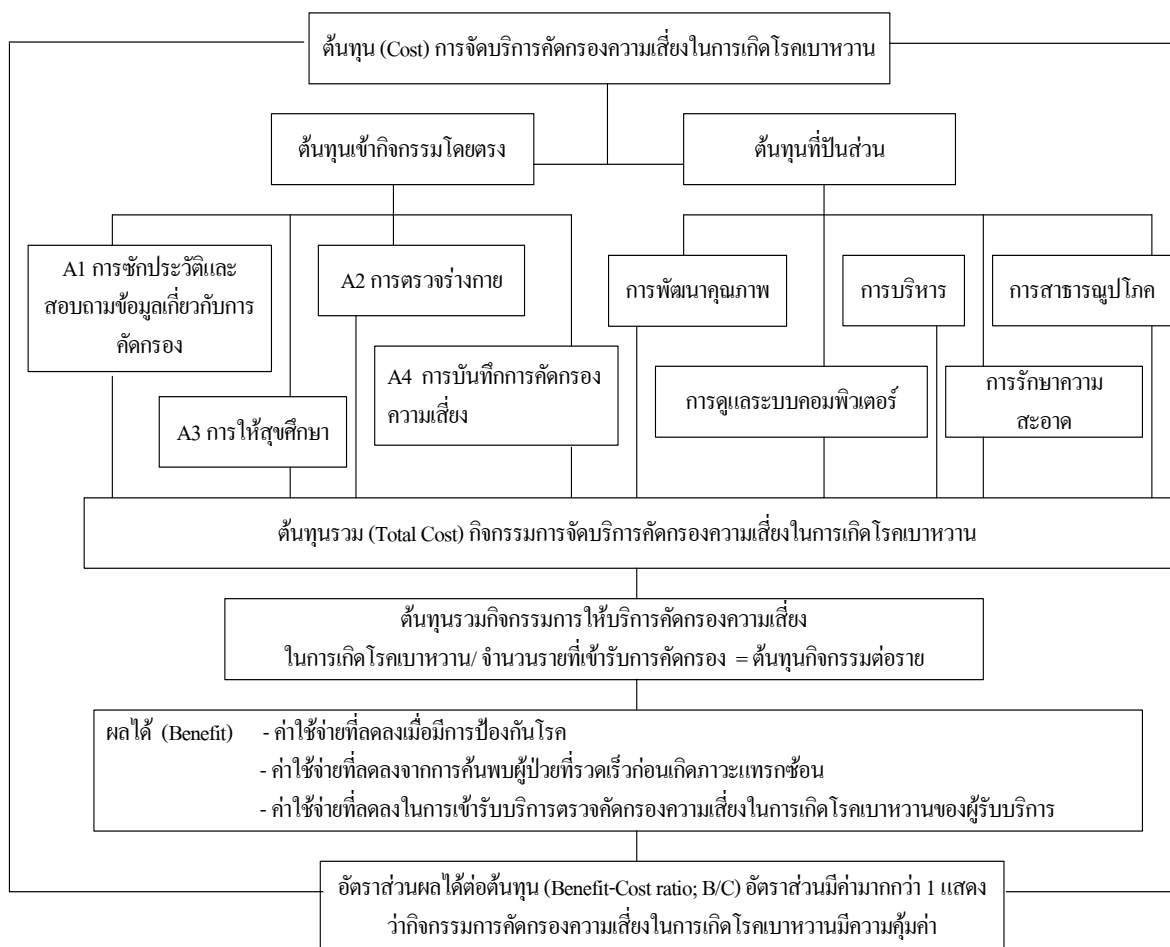 ต้นทุน (Cost) การจัดบริการคัดกรองความเสี่ยงในการเกิดโรคเบาหวาน
ต้นทุนเข้ากิจกรรมโดยตรง
ต้นทุนที่ปันส่วน
A1 การซักประวัติและ
สอบถามข้อมูลเกี่ยวกับการ
คัดกรอง
A2 การตรวจร่างกาย
A3 การให้สุขศึกษา
A4 การบันทึกการคัดกรอง
ความเสี่ยง
การพัฒนาคุณภาพ
การบริหาร
การสาธารณูปโภค
การดูแลระบบคอมพิวเตอร์
การรักษาความ
สะอาด
ต้นทุนรวม (Total Cost) กิจกรรมการจัดบริการคัดกรองความเสี่ยงในการเกิดโรคเบาหวาน
ต้นทุนรวมกิจกรรมการให้บริการคัดกรองความเสี่ยง
ในการเกิดโรคเบาหวาน/ จำนวนรายที่เข้ารับการคัดกรอง = ต้นทุนกิจกรรมต่อราย
ผลได้ (Benefit) - ค่าใช้จ่ายที่ลดลงเมื่อมีการป้องกันโรค
- ค่าใช้จ่ายที่ลดลงจากการค้นพบผู้ป่วยที่รวดเร็วก่อนเกิดภาวะแทรกซ้อน
- ค่าใช้จ่ายที่ลดลงในการเข้ารับบริการตรวจคัดกรองความเสี่ยงในการเกิดโรคเบาหวานของผู้รับบริการ
อัตราส่วนผลได้ต่อต้นทุน (Benefit-Cost ratio; B/C) อัตราส่วนมีค่ามากกว่า 1 แสดง
ว่ากิจกรรมการคัดกรองความเสี่ยงในการเกิดโรคเบาหวานมีความคุ้มค่า